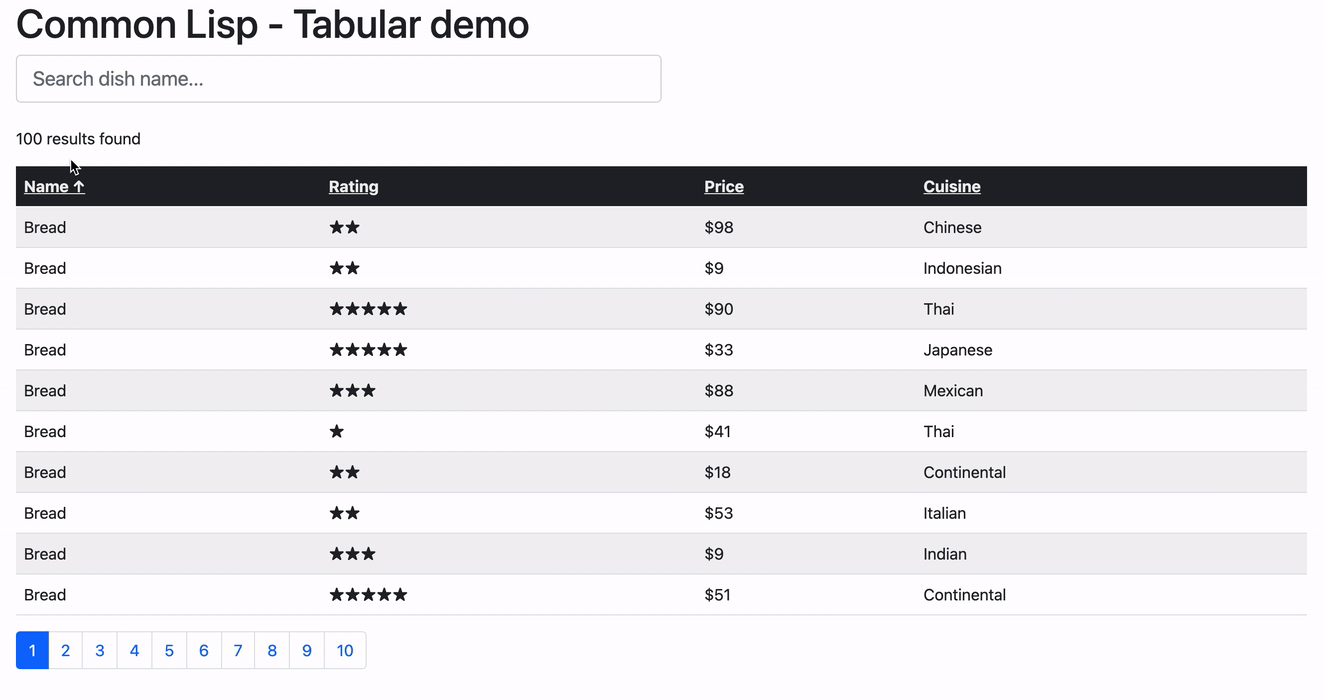 Common Lisp - Tabular demo
Search dish name...
100 results found
Name ↑ Rating Price Cuisine
Bread ★★ $98 Chinese
Bread ★★ $9 Indonesian
Bread ★★★★★ $90 Thai
Bread ★★★★★ $33 Japanese
Bread ★★★ $88 Mexican
Bread ★ $41 Thai
Bread ★★ $18 Continental
Bread ★★ $53 Italian
Bread ★★★ $9 Indian
Bread ★★★★★ $51 Continental
1 2 3 4 5 6 7 8 9 10